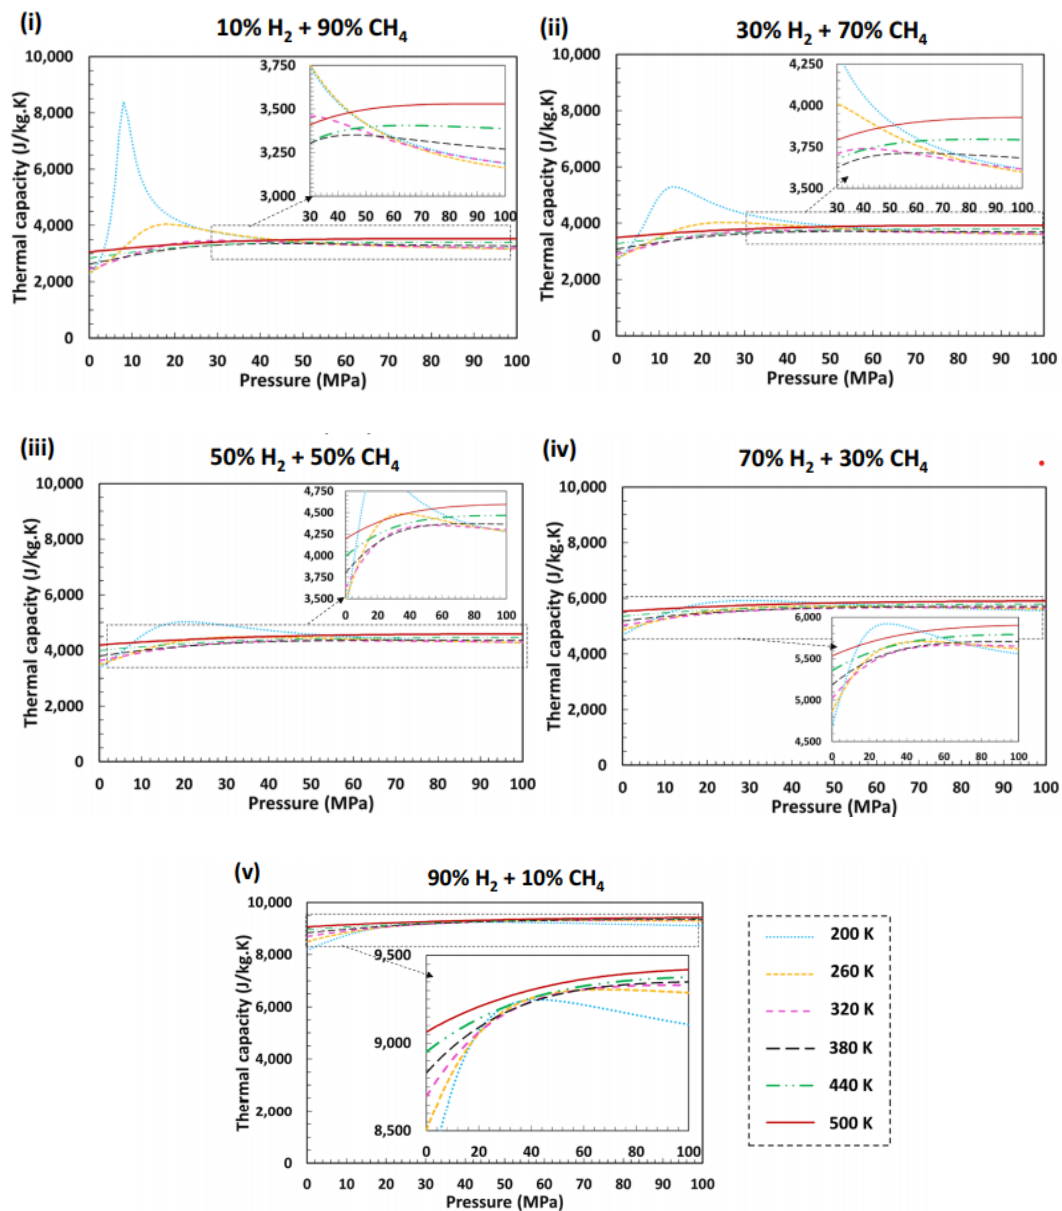 (i)
10% H2 + 90% CH4
Thermal capacity (J/kg.K)
10,000
8,000
6,000
4,000
2,000
0
3,750
3,500
3,250
3,000
30 40 50 60 70 80 90 100
0 10 20 30 40 50 60 70 80 90 100
Pressure (MPa)
(ii)
30% H2 + 70% CH4
Thermal capacity (J/kg.K)
10,000
8,000
6,000
4,000
2,000
0
4,250
4,000
3,750
3,500
30 40 50 60 70 80 90 100
0 10 20 30 40 50 60 70 80 90 100
Pressure (MPa)
(iii)
50% H2 + 50% CH4
Thermal capacity (J/kg.K)
10,000
8,000
6,000
4,000
2,000
0
4,750
4,500
4,250
4,000
3,750
3,500
0 20 40 60 80 100
0 10 20 30 40 50 60 70 80 90 100
Pressure (MPa)
(iv)
70% H2 + 30% CH4
Thermal capacity (J/kg.K)
10,000
8,000
6,000
4,000
2,000
0
6,000
5,500
5,000
4,500
0 20 40 60 80 100
0 10 20 30 40 50 60 70 80 90 100
Pressure (MPa)
(v)
90% H2 + 10% CH4
Thermal capacity (J/kg.K)
10,000
8,000
6,000
4,000
2,000
0
9,500
9,000
8,500
0 20 40 60 80 100
0 10 20 30 40 50 60 70 80 90 100
Pressure (MPa)
200 K
260 K
320 K
380 K
440 K
500 K